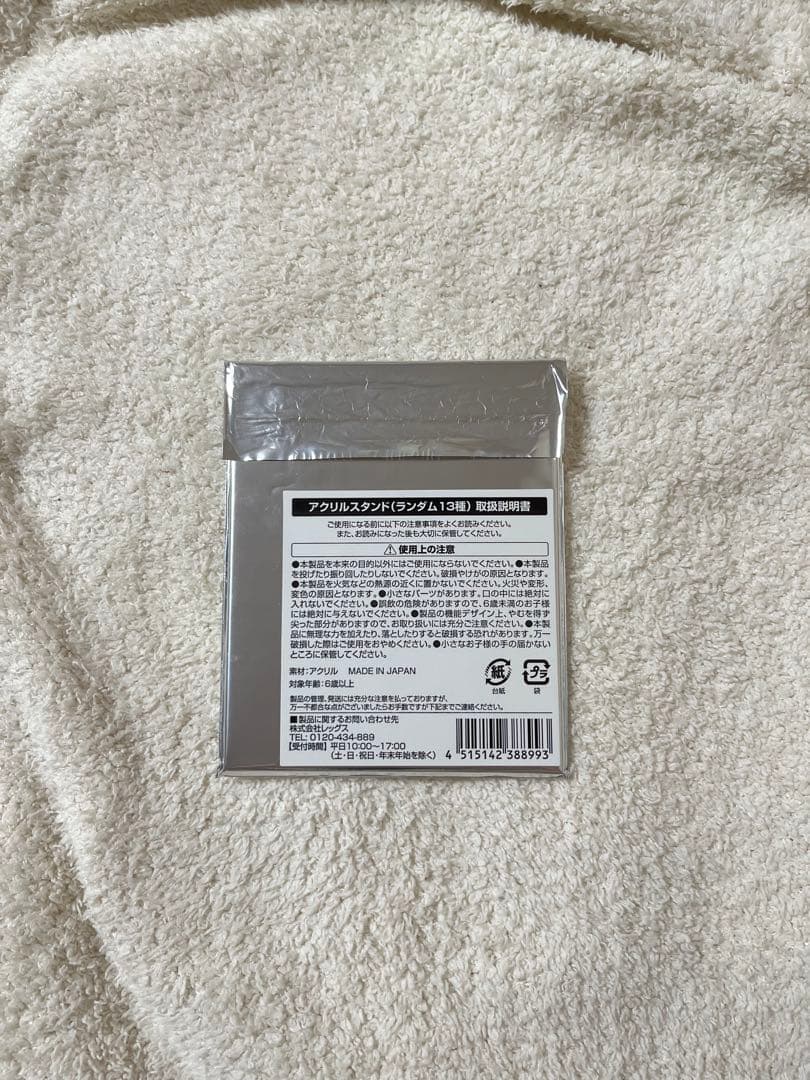 アクリルスタンド(ランダム13種) 取扱説明書
ご使用になる前に以下の注意事項をよくお読みください。
また、お読みになった後も大切に保管してください。
⚠使用上の注意
●本製品を本来の目的以外にはご使用にならないでください。●本製品
を投げたり振り回したりしないでください。破損やけがの原因となります。
●本製品を火気などの熱源の近くに置かないでください。火災や変形、
変色の原因となります。●小さなパーツがあります。口の中には絶対に
入れないでください。●誤飲の危険がありますので、6歳未満のお子様
には絶対に与えないでください。●製品の機能デザイン上、やむを得ず
尖った部分がありますので、お取り扱いには充分ご注意ください。●本製
品に無理な力を加えたり、落としたりすると破損する恐れがあります。万一
破損した際はご使用をおやめください。●小さなお子様の手の届かない
ところに保管してください。
素材:アクリル MADE IN JAPAN
対象年齢:6歳以上
紙 プラ
台紙 袋
製品の管理、発送には充分な注意を払っておりますが、
万一不都合な点がございましたらお手数ですが下記までご連絡ください。
■製品に関するお問い合わせ先
株式会社レッグス
TEL: 0120-434-889
【受付時間】平日10:00〜17:00
(土・日・祝日・年末年始を除く)
4 515142 388993